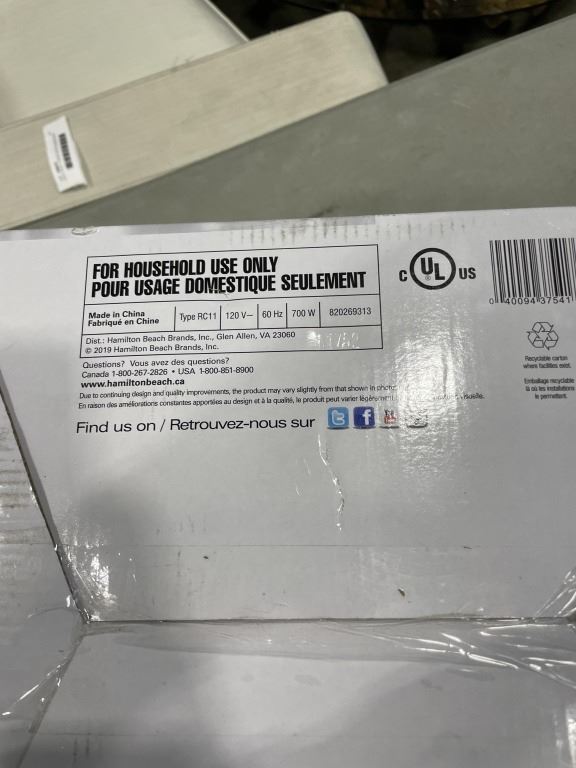 FOR HOUSEHOLD USE ONLY
POUR USAGE DOMESTIQUE SEULEMENT
Made in China
Fabriqué en Chine
Type RC11
120 V~
60 Hz
700 W
820269313
Dist.: Hamilton Beach Brands, Inc., Glen Allen, VA 23060
© 2019 Hamilton Beach Brands, Inc.
Questions? Vous avez des questions?
Canada 1-800-267-2826 • USA 1-800-851-8900
www.hamiltonbeach.ca
Due to continuing design and quality improvements, the product may vary slightly from that shown in
En raison des améliorations constantes apportées au design et à la qualité, le produit peut varier légèrement
Find us on / Retrouvez-nous sur
C UL US
0 40094 37541
Recyclable carton
where facilities exist.
Emballage recyclable
là où les installations
le permettent.